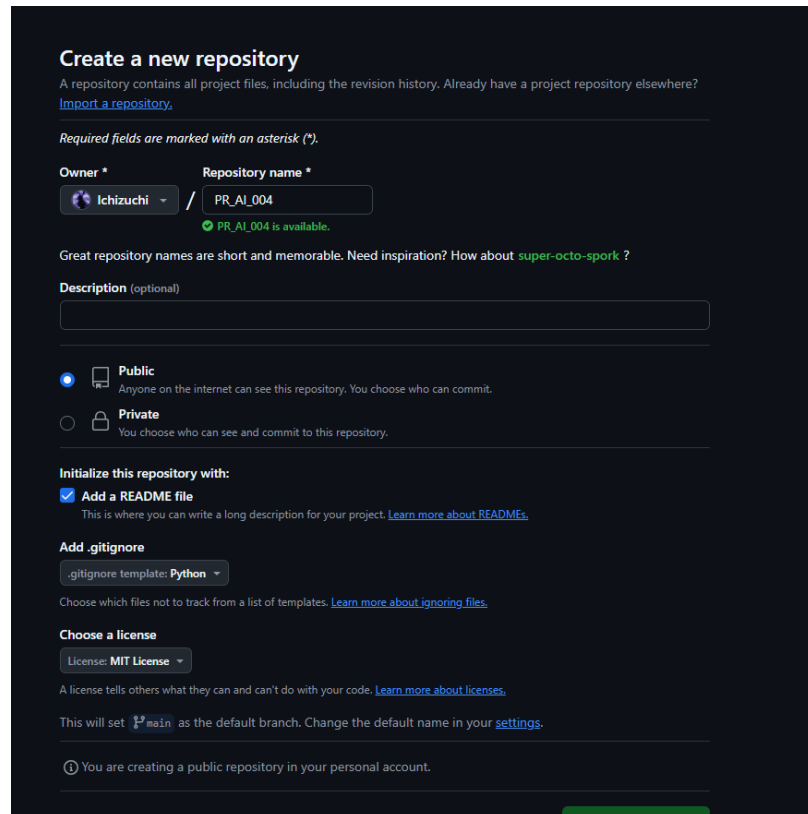 Create a new repository
A repository contains all project files, including the revision history. Already have a project repository elsewhere?
Import a repository.
Required fields are marked with an asterisk (*).
Owner * Repository name *
Ichizuchi / PR_AI_004
PR_AI_004 is available.
Great repository names are short and memorable. Need inspiration? How about super-octo-spork ?
Description (optional)
Public
Anyone on the internet can see this repository. You choose who can commit.
Private
You choose who can see and commit to this repository.
Initialize this repository with:
Add a README file
This is where you can write a long description for your project. Learn more about READMEs.
Add .gitignore
.gitignore template: Python
Choose which files not to track from a list of templates. Learn more about ignoring files.
Choose a license
License: MIT License
A license tells others what they can and can't do with your code. Learn more about licenses.
This will set main as the default branch. Change the default name in your settings.
You are creating a public repository in your personal account.